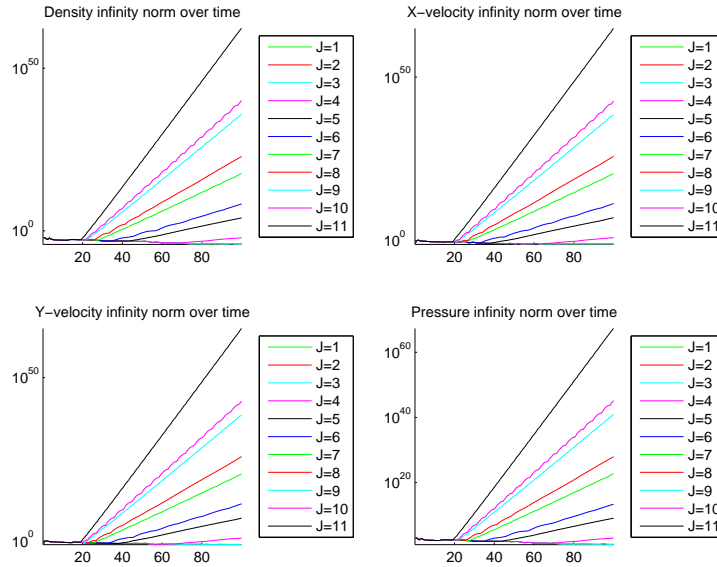 Density infinity norm over time
10^50
10^0
20 40 60 80
J=1
J=2
J=3
J=4
J=5
J=6
J=7
J=8
J=9
J=10
J=11
X−velocity infinity norm over time
10^50
10^0
20 40 60 80
J=1
J=2
J=3
J=4
J=5
J=6
J=7
J=8
J=9
J=10
J=11
Y−velocity infinity norm over time
10^50
10^0
20 40 60 80
J=1
J=2
J=3
J=4
J=5
J=6
J=7
J=8
J=9
J=10
J=11
Pressure infinity norm over time
10^60
10^40
10^20
20 40 60 80
J=1
J=2
J=3
J=4
J=5
J=6
J=7
J=8
J=9
J=10
J=11